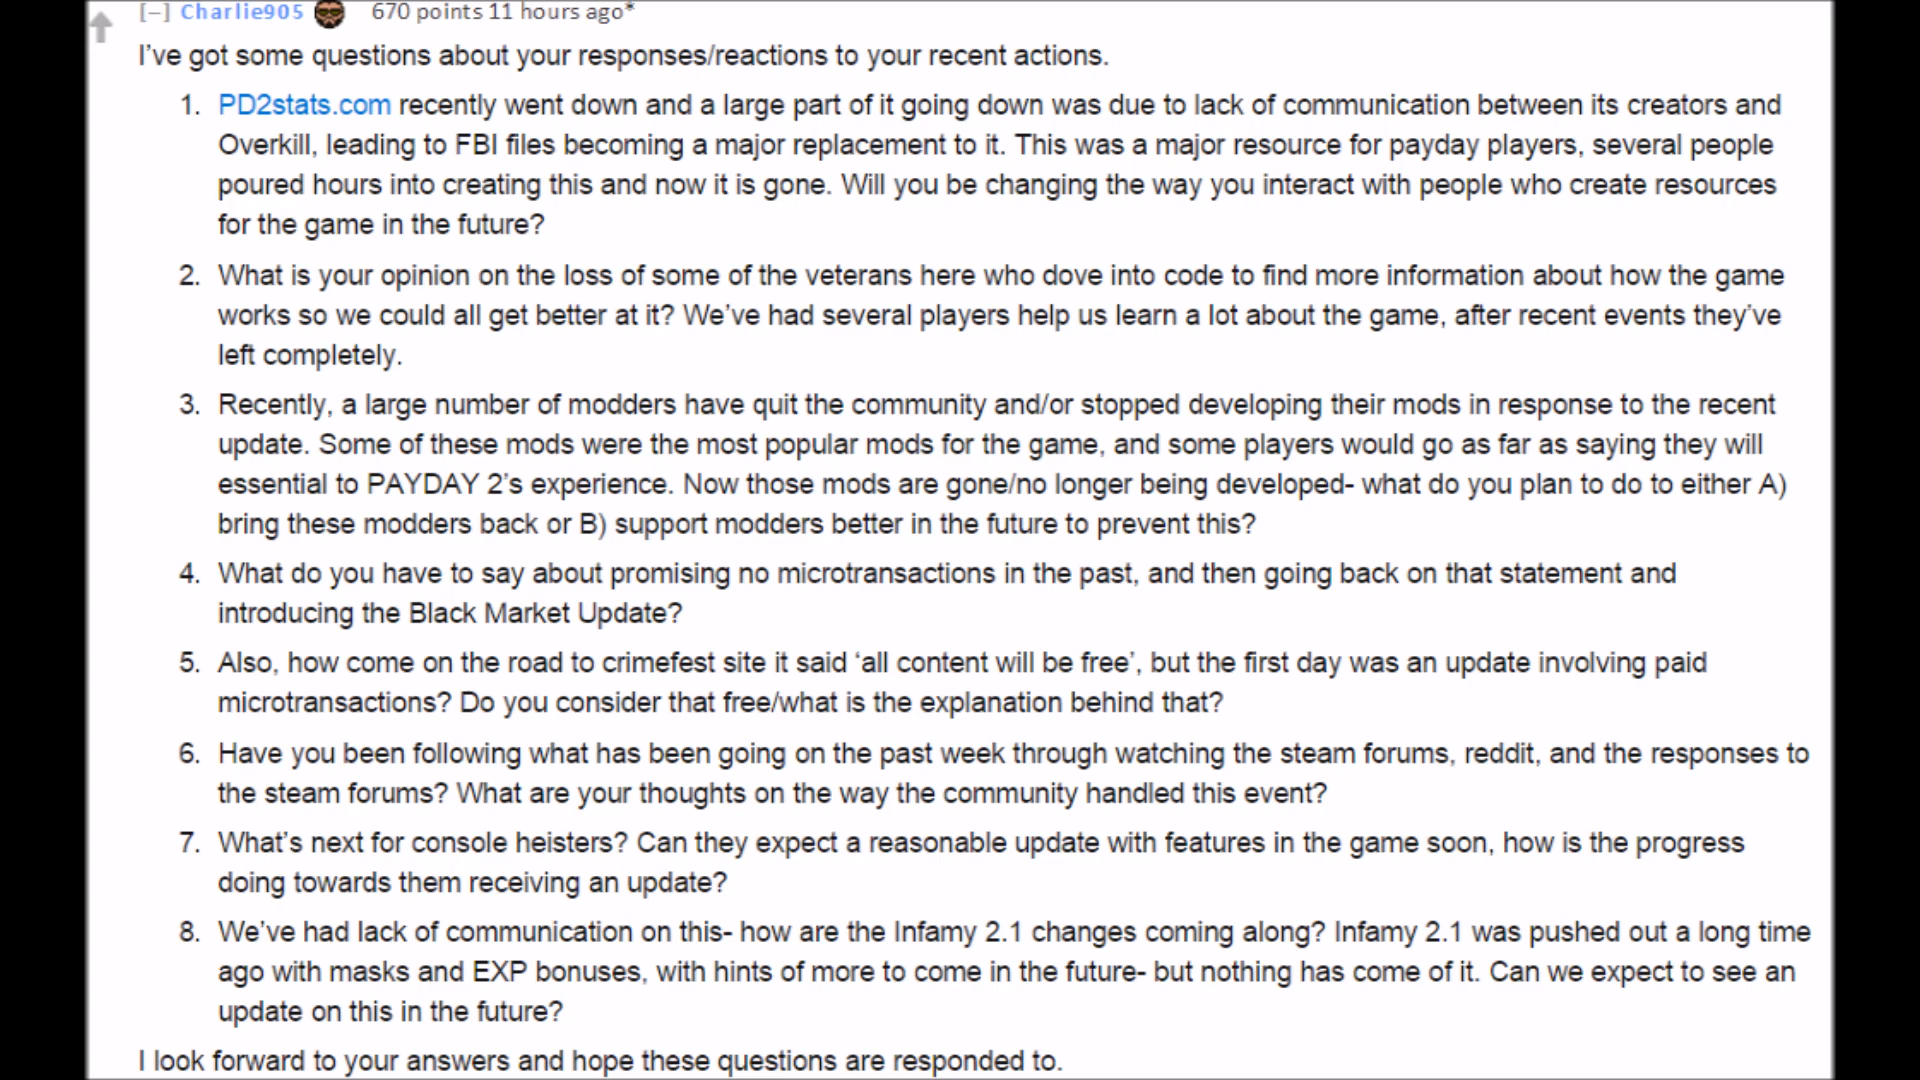 [–] Charlie905 670 points 11 hours ago*
I've got some questions about your responses/reactions to your recent actions.
1. PD2stats.com recently went down and a large part of it going down was due to lack of communication between its creators and
Overkill, leading to FBI files becoming a major replacement to it. This was a major resource for payday players, several people
poured hours into creating this and now it is gone. Will you be changing the way you interact with people who create resources
for the game in the future?
2. What is your opinion on the loss of some of the veterans here who dove into code to find more information about how the game
works so we could all get better at it? We've had several players help us learn a lot about the game, after recent events they've
left completely.
3. Recently, a large number of modders have quit the community and/or stopped developing their mods in response to the recent
update. Some of these mods were the most popular mods for the game, and some players would go as far as saying they will
essential to PAYDAY 2's experience. Now those mods are gone/no longer being developed- what do you plan to do to either A)
bring these modders back or B) support modders better in the future to prevent this?
4. What do you have to say about promising no microtransactions in the past, and then going back on that statement and
introducing the Black Market Update?
5. Also, how come on the road to crimefest site it said 'all content will be free', but the first day was an update involving paid
microtransactions? Do you consider that free/what is the explanation behind that?
6. Have you been following what has been going on the past week through watching the steam forums, reddit, and the responses to
the steam forums? What are your thoughts on the way the community handled this event?
7. What's next for console heisters? Can they expect a reasonable update with features in the game soon, how is the progress
doing towards them receiving an update?
8. We've had lack of communication on this- how are the Infamy 2.1 changes coming along? Infamy 2.1 was pushed out a long time
ago with masks and EXP bonuses, with hints of more to come in the future- but nothing has come of it. Can we expect to see an
update on this in the future?
I look forward to your answers and hope these questions are responded to.